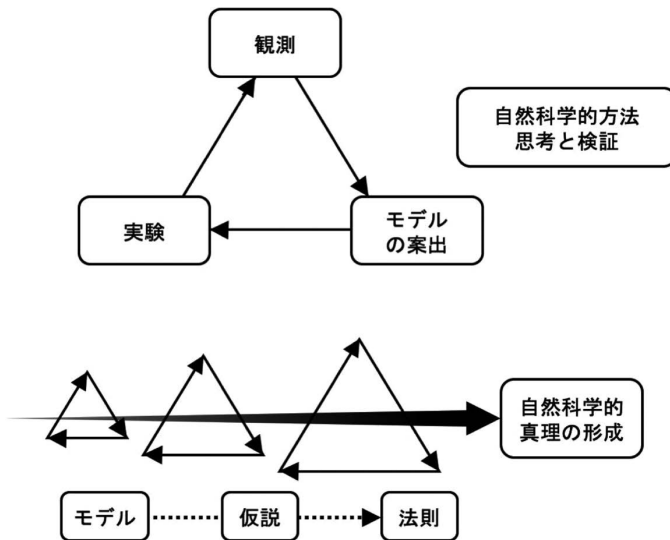 観測
自然科学的方法
思考と検証
実験
モデル
の案出
自然科学的
真理の形成
モデル
仮説
法則